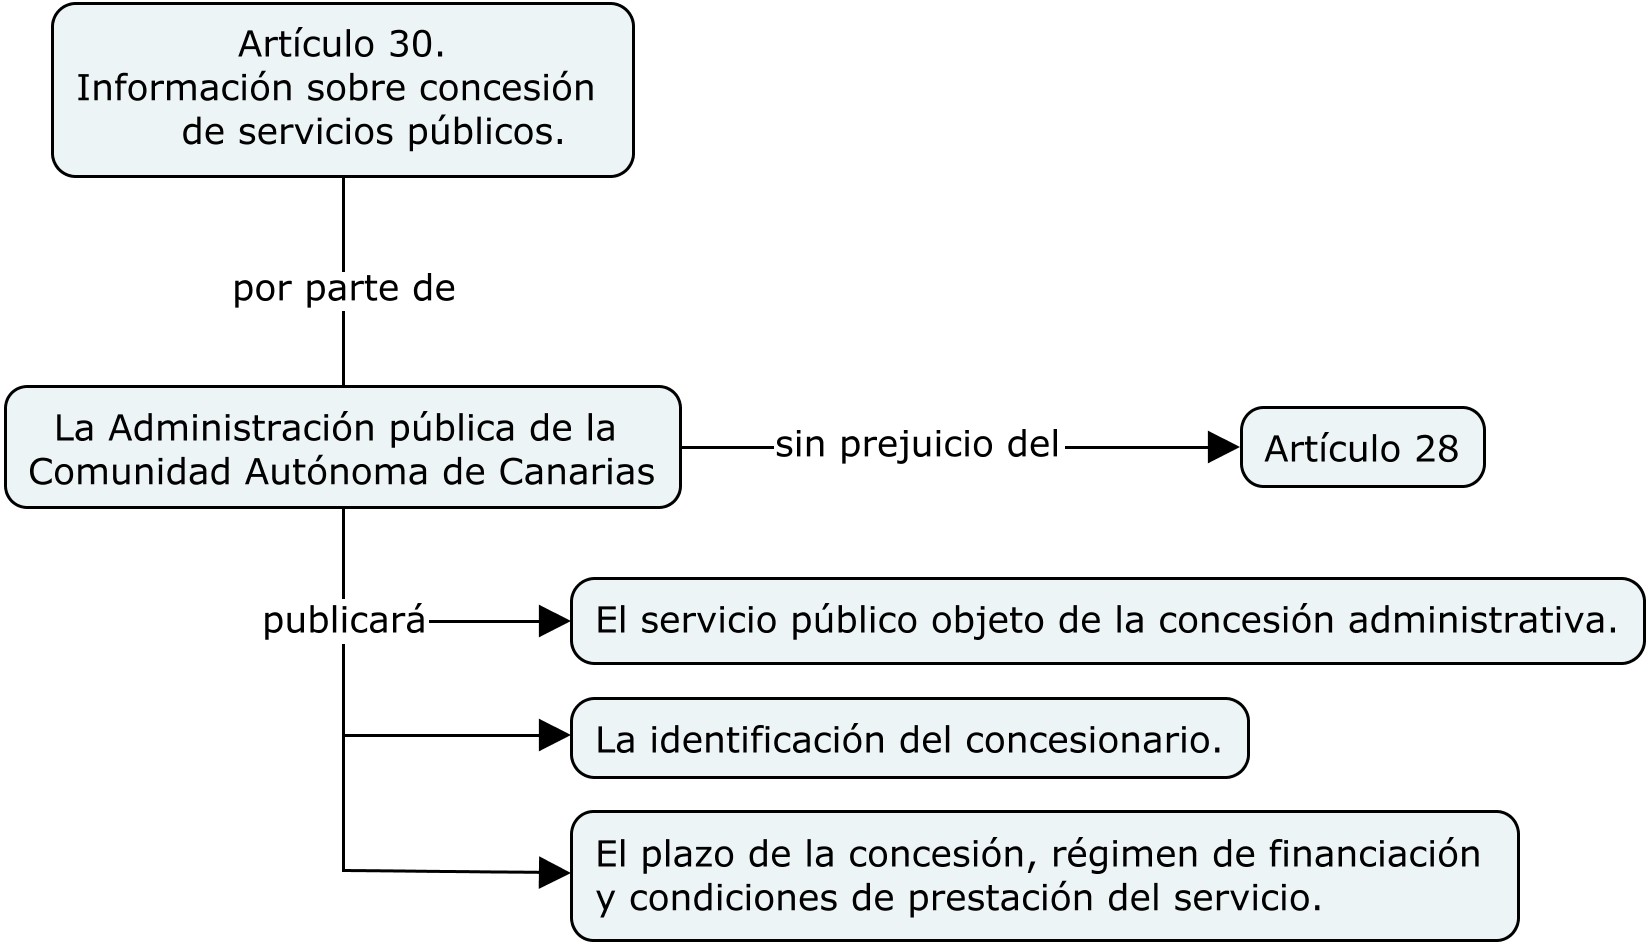 Artículo 30.
Información sobre concesión
de servicios públicos.
por parte de
La Administración pública de la
Comunidad Autónoma de Canarias
sin prejuicio del
Artículo 28
publicará
El servicio público objeto de la concesión administrativa.
La identificación del concesionario.
El plazo de la concesión, régimen de financiación
y condiciones de prestación del servicio.